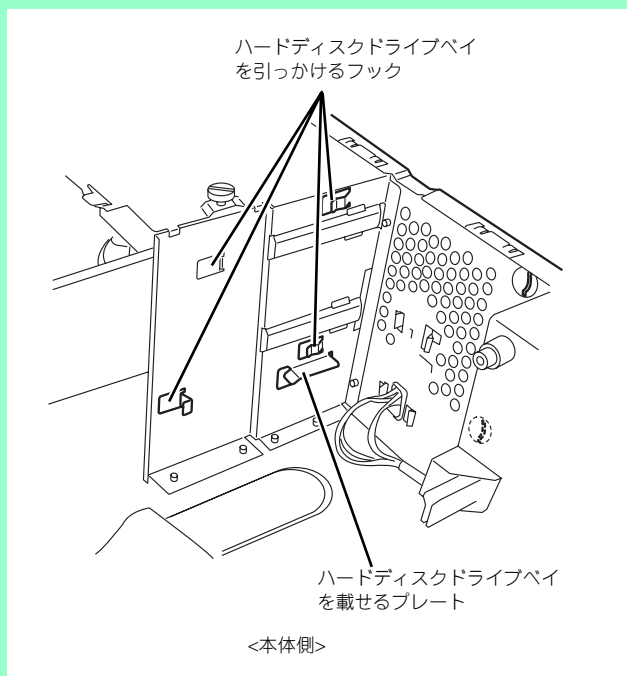 ハードディスクドライブベイ
を引っかけるフック
ハードディスクドライブベイ
を載せるプレート
<本体側>